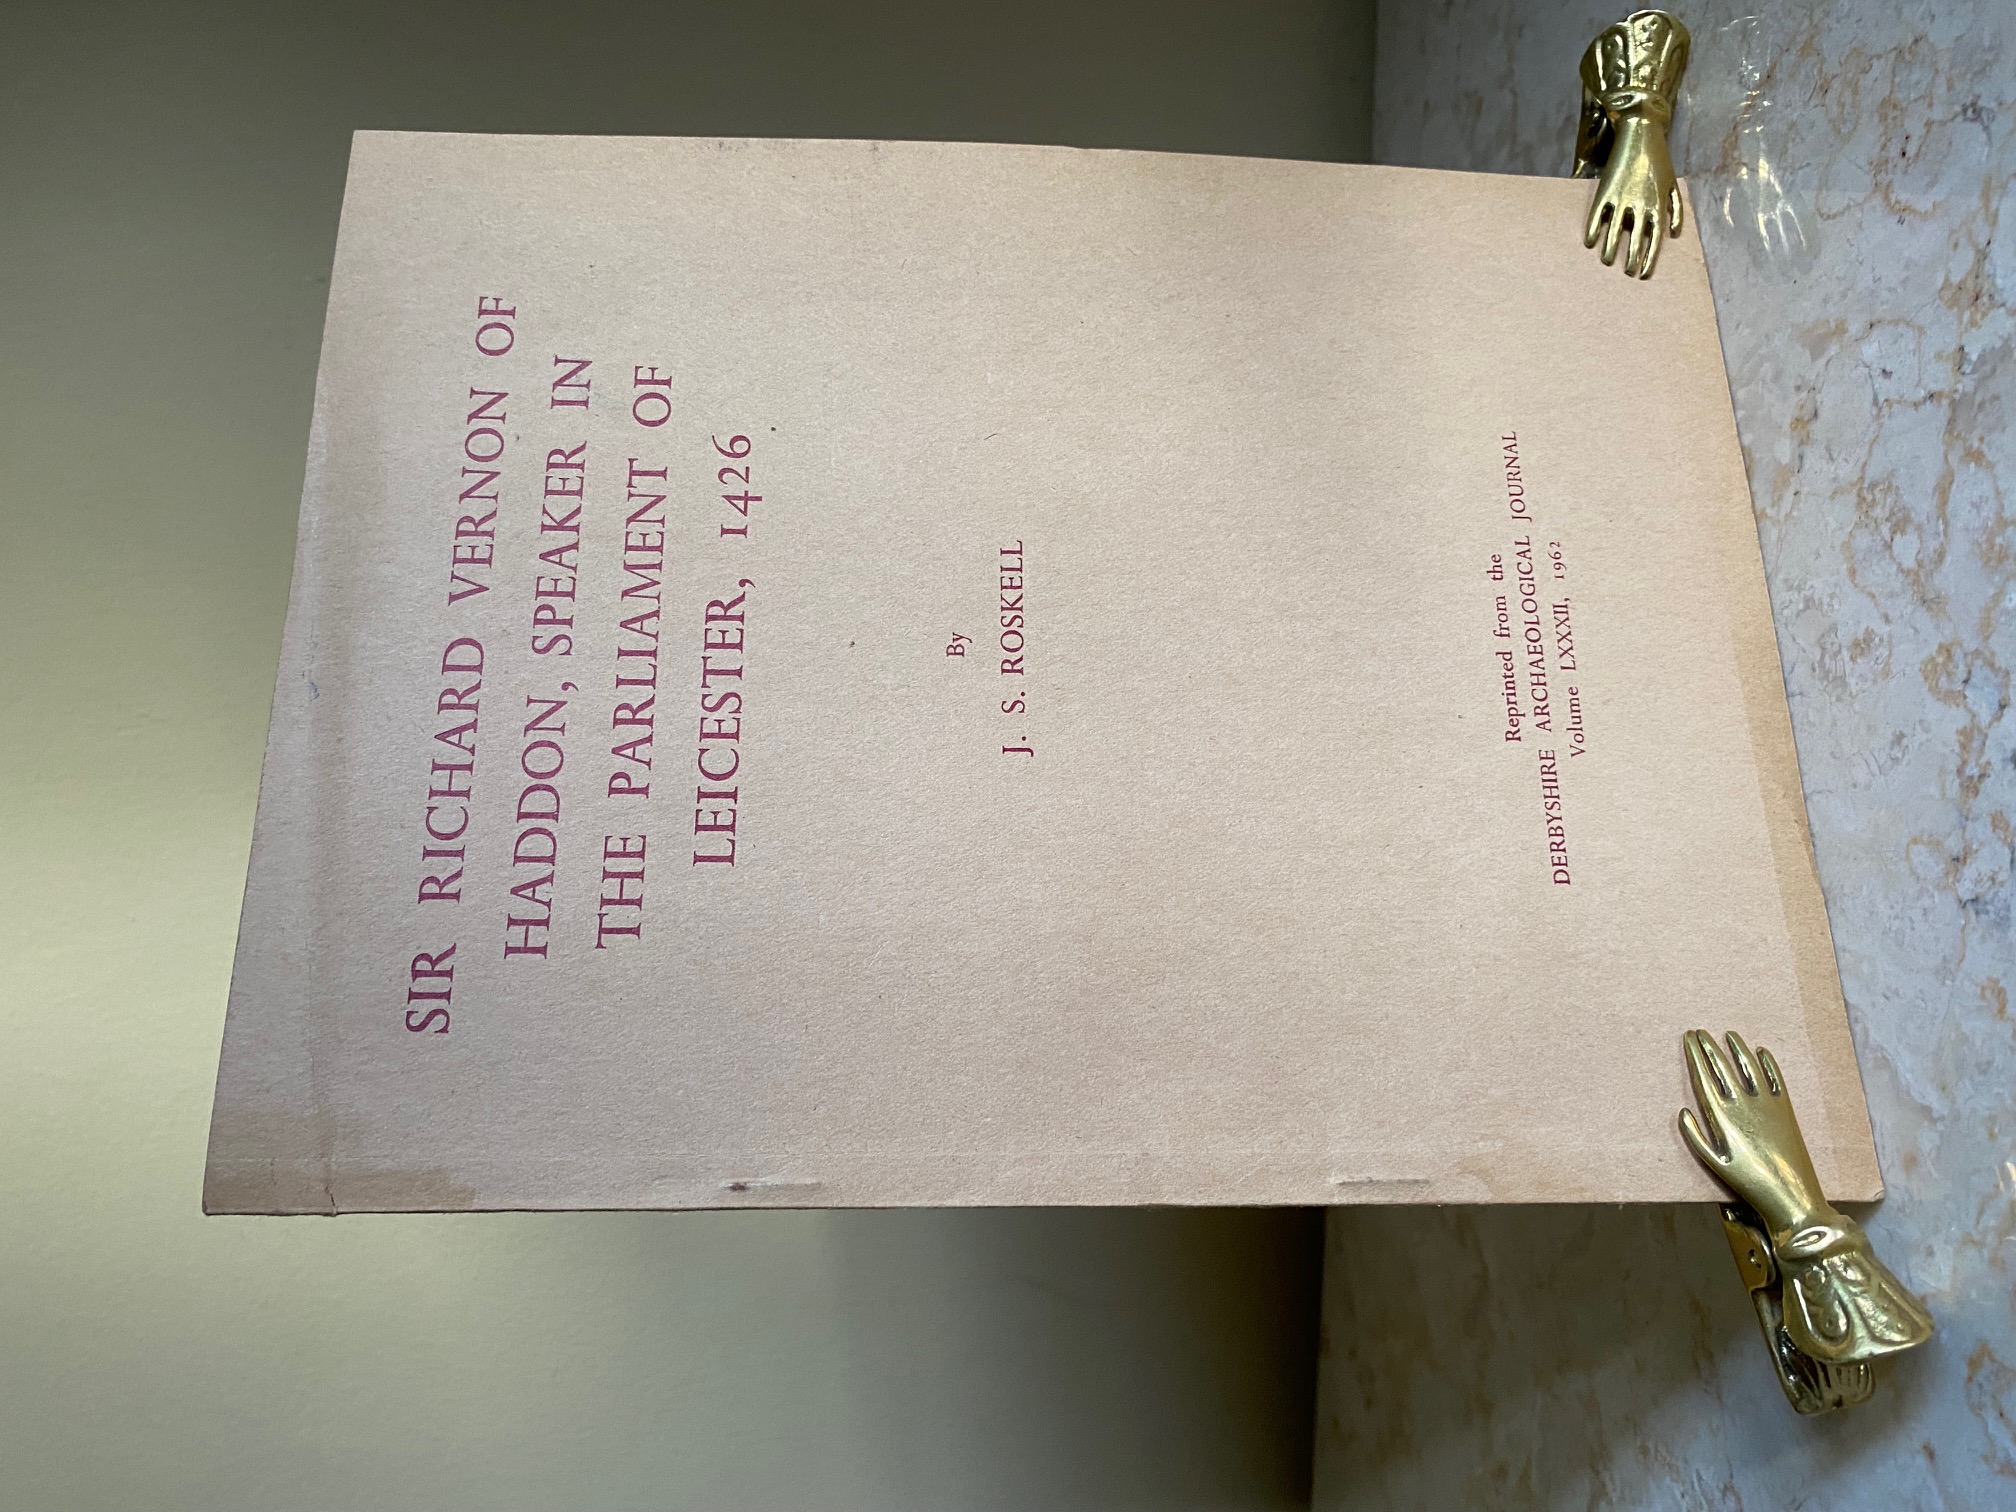 SIR RICHARD VERNON OF
HADDON, SPEAKER IN
THE PARLIAMENT OF
LEICESTER, 1426
By
J. S. ROSKELL
Reprinted from the
DERBYSHIRE ARCHAEOLOGICAL JOURNAL
Volume LXXXII, 1962